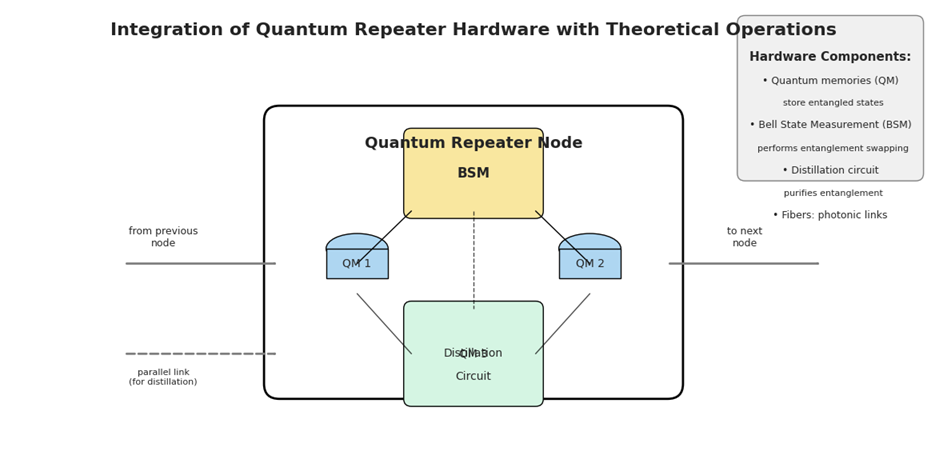 Integration of Quantum Repeater Hardware with Theoretical Operations
Hardware Components:
• Quantum memories (QM)
store entangled states
• Bell State Measurement (BSM)
performs entanglement swapping
• Distillation circuit
purifies entanglement
• Fibers: photonic links
Quantum Repeater Node
BSM
from previous
node
to next
node
QM 1
QM 2
QM 3
Distillation
Circuit
parallel link
(for distillation)